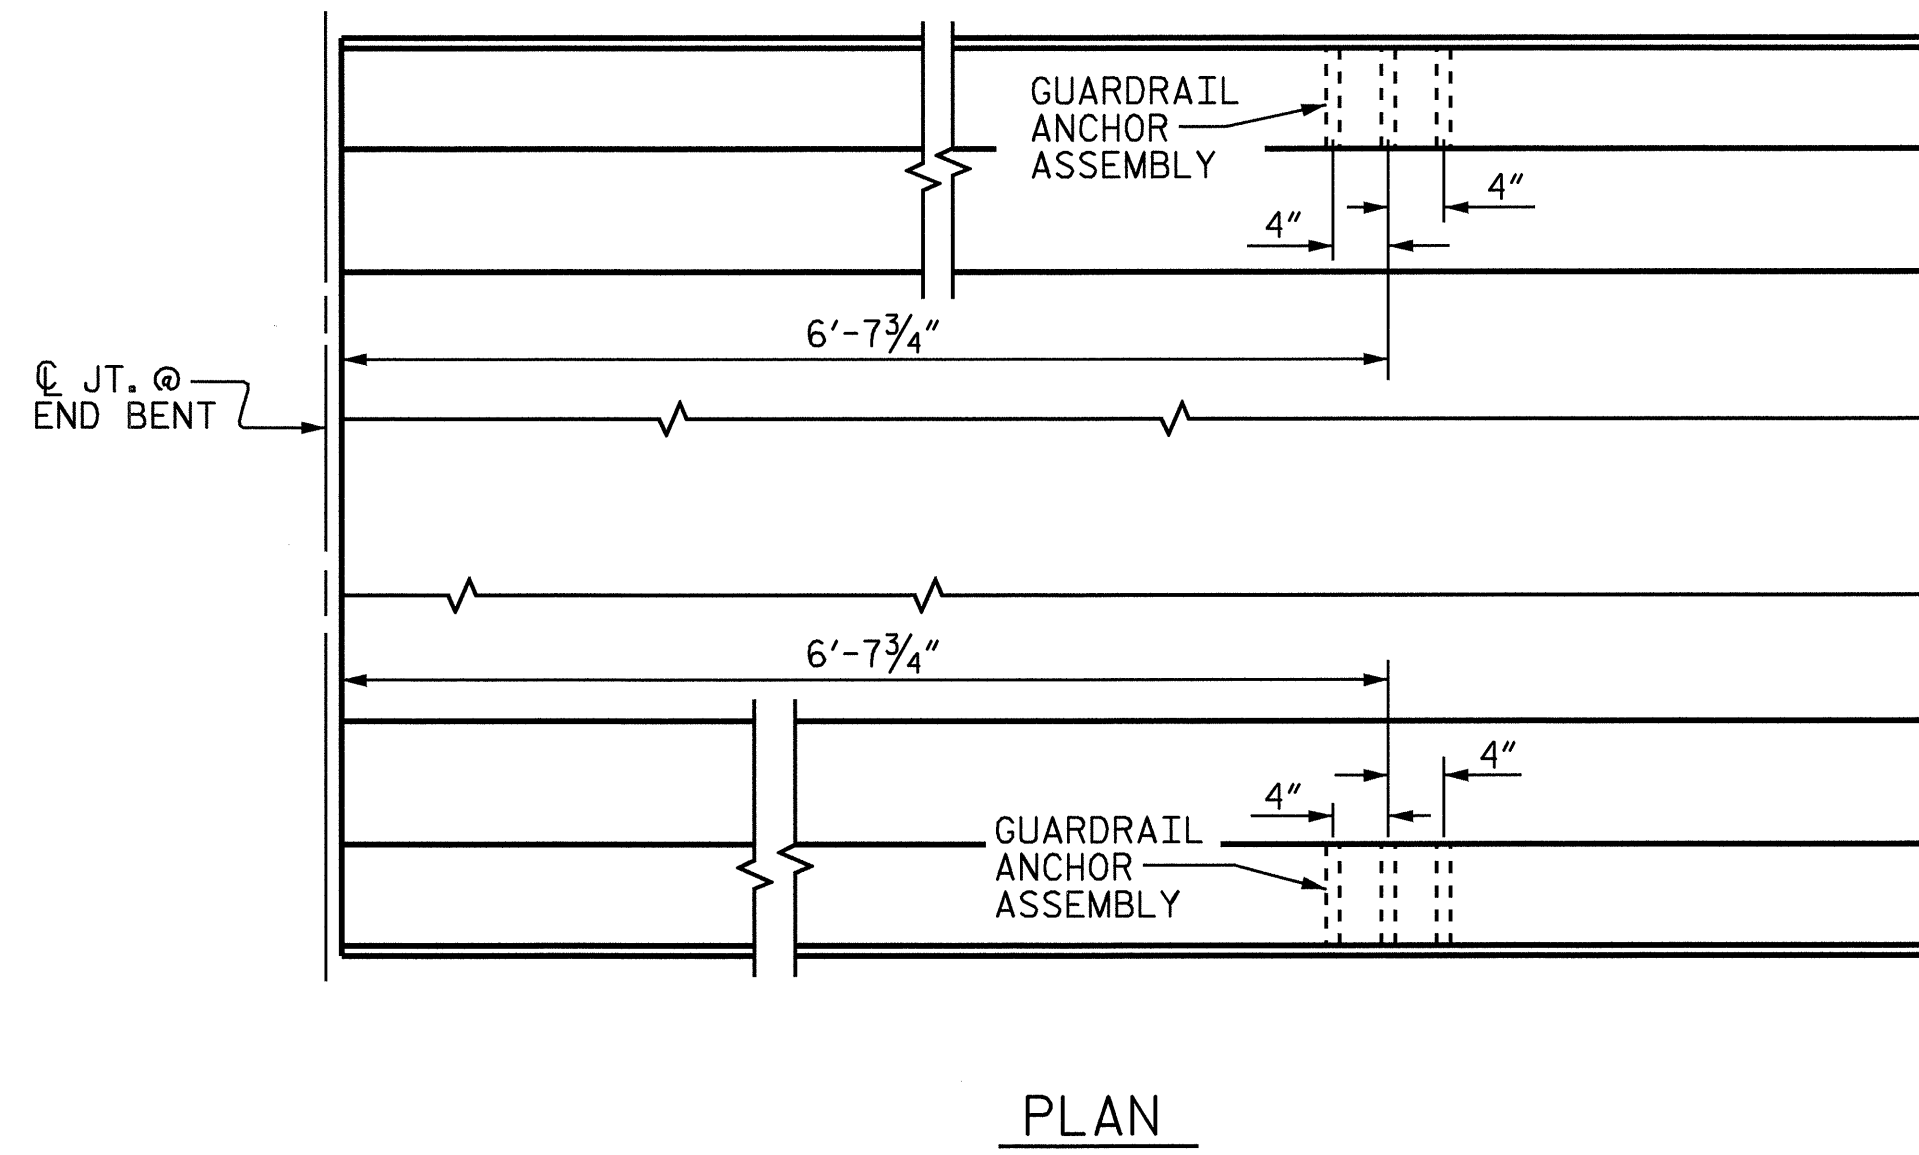 GUARDRAIL
ANCHOR
ASSEMBLY
4"
4"
6'-7¾"
℄ JT. @
END BENT
6'-7¾"
4"
4"
GUARDRAIL
ANCHOR
ASSEMBLY
PLAN